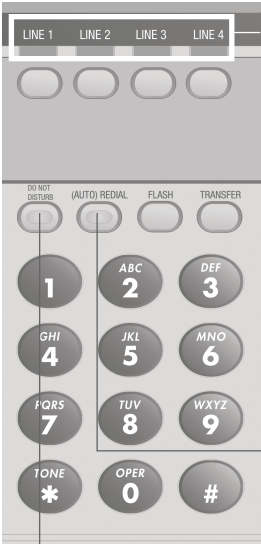 LINE 1 LINE 2 LINE 3 LINE 4
DO NOT
DISTURB (AUTO) REDIAL FLASH TRANSFER
1 ABC 2 DEF 3
GHI 4 JKL 5 MNO 6
PQRS 7 TUV 8 WXYZ 9
TONE * OPER 0 #